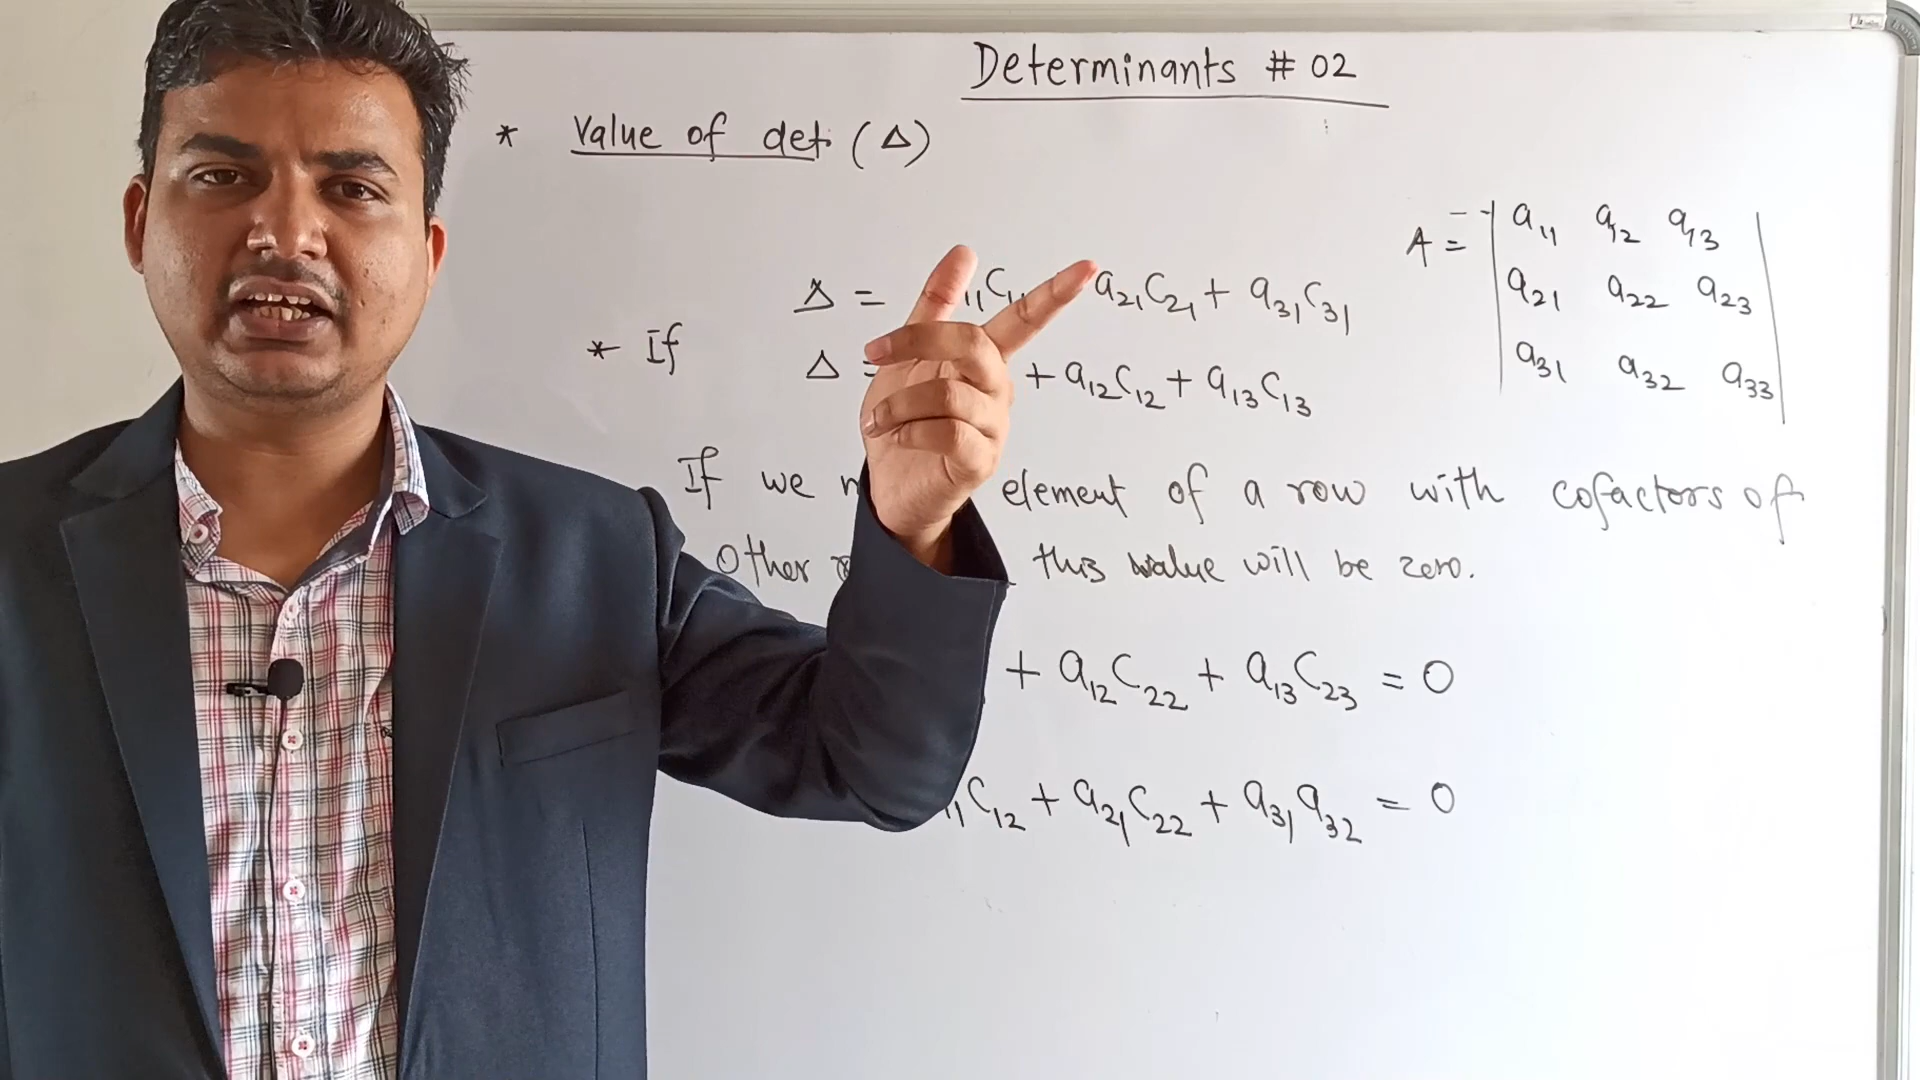 Determinants # 02
* Value of det. (Δ)
A = | a₁₁ a₁₂ a₁₃ |
| a₂₁ a₂₂ a₂₃ |
| a₃₁ a₃₂ a₃₃ |
Δ = ₁₁C₁₁ a₂₁C₂₁ + a₃₁C₃₁
* If Δ = + a₁₂C₁₂ + a₁₃C₁₃
If we element of a row with cofactors of
other this value will be zero.
+ a₁₂C₂₂ + a₁₃C₂₃ = 0
₁₁C₁₂ + a₂₁C₂₂ + a₃₁a₃₂ = 0